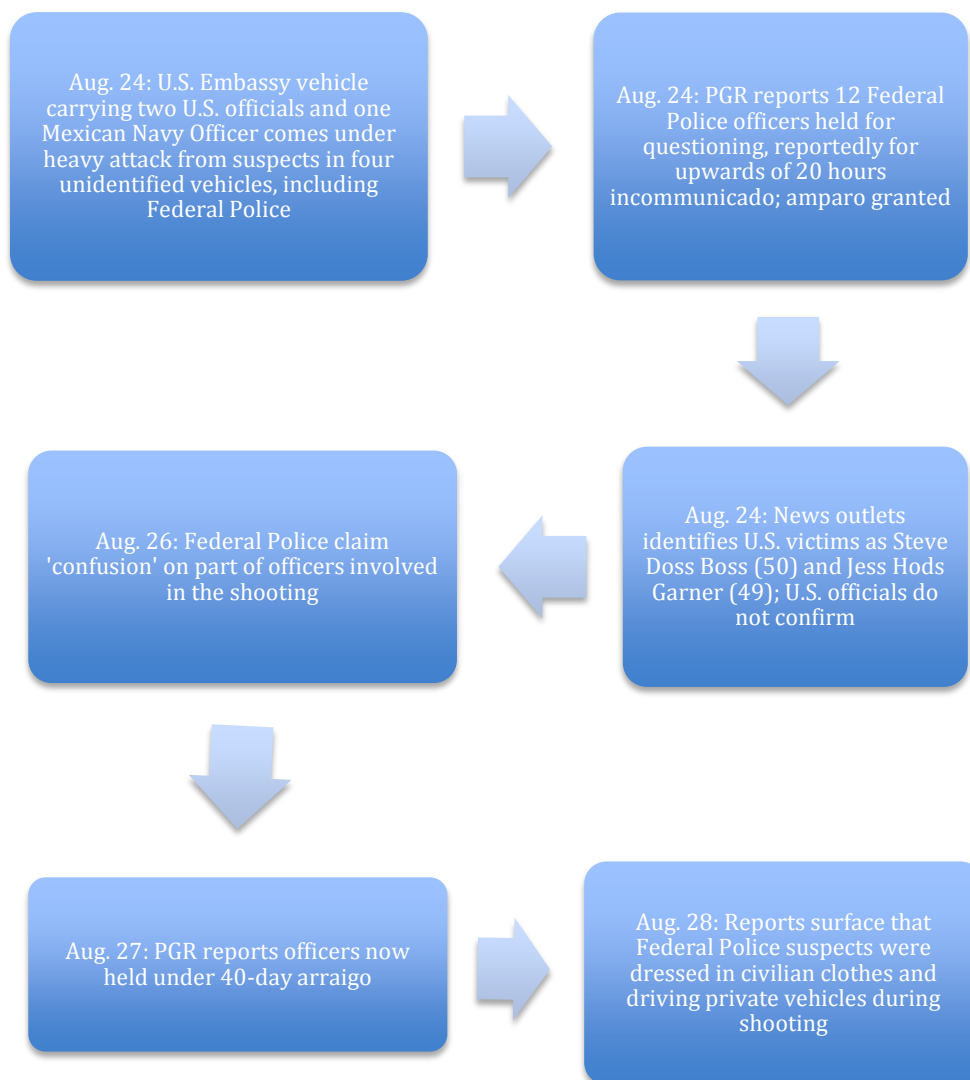 Aug. 24: U.S. Embassy vehicle
carrying two U.S. officials and one
Mexican Navy Officer comes under
heavy attack from suspects in four
unidentified vehicles, including
Federal Police
Aug. 24: PGR reports 12 Federal
Police officers held for
questioning, reportedly for
upwards of 20 hours
incommunicado; amparo granted
Aug. 24: News outlets
identifies U.S. victims as Steve
Doss Boss (50) and Jess Hods
Garner (49); U.S. officials do
not confirm
Aug. 26: Federal Police claim
'confusion' on part of officers involved
in the shooting
Aug. 27: PGR reports officers now
held under 40-day arraigo
Aug. 28: Reports surface that
Federal Police suspects were
dressed in civilian clothes and
driving private vehicles during
shooting